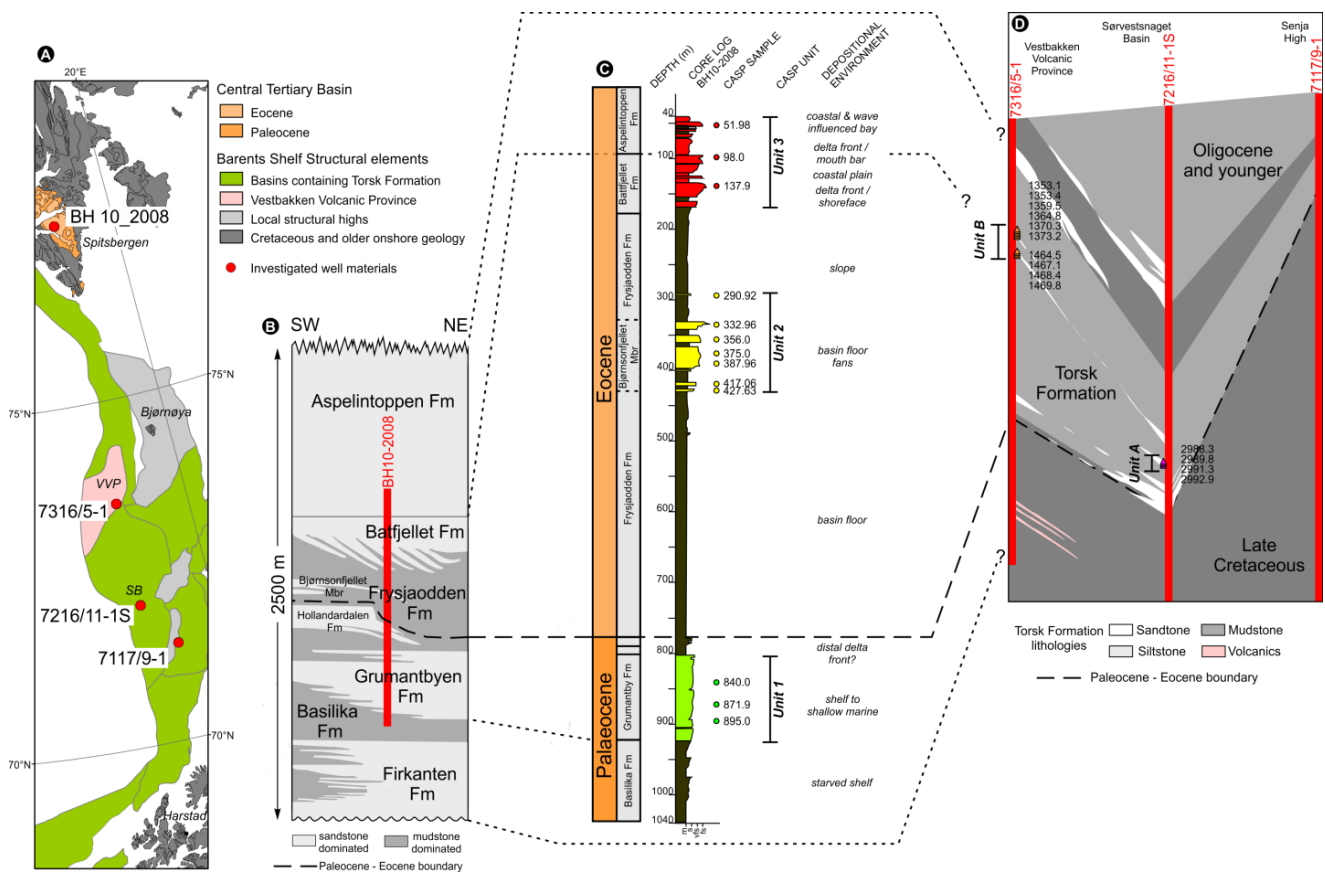 A
20°E
BH 10_2008
Spitsbergen
75°N
75°N
Bjørnøya
VVP
7316/5-1
SB
7216/11-1S
7117/9-1
70°N
70°N
Harstad
Central Tertiary Basin
Eocene
Paleocene
Barents Shelf Structural elements
Basins containing Torsk Formation
Vestbakken Volcanic Province
Local structural highs
Cretaceous and older onshore geology
Investigated well materials
B
SW
NE
2500 m
Aspelintoppen Fm
BH10-2008
Batfjellet Fm
Bjørnsonfjellet
Mbr
Frysjaodden
Fm
Hollandardalen
Fm
Grumantbyen
Fm
Basilika
Fm
Firkanten
Fm
sandstone
dominated
mudstone
dominated
Paleocene - Eocene boundary
C
DEPTH (m)
CORE LOG
BH10-2008
CASP SAMPLE
CASP UNIT
DEPOSITIONAL
ENVIRONMENT
Eocene
Palaeocene
Aspelintoppen
Fm
Battfjellet
Fm
Frysjaodden Fm
Bjørnsonfjellet
Mbr
Frysjaodden Fm
Grumantby Fm
Basilika Fm
40
100
200
300
400
500
600
700
800
900
1000
1040
m
s
vfs
fs
51.98
98.0
137.9
290.92
332.96
356.0
375.0
387.96
417.06
427.63
840.0
871.9
895.0
Unit 3
Unit 2
Unit 1
coastal & wave
influenced bay
delta front /
mouth bar
coastal plain
delta front /
shoreface
slope
basin floor
fans
basin floor
distal delta
front?
shelf to
shallow marine
starved shelf
?
?
?
D
Vestbakken
Volcanic
Province
Sørvestsnaget
Basin
Senja
High
7316/5-1
7216/11-1S
7117/9-1
Oligocene
and younger
1353.1
1353.4
1359.5
1364.8
1370.3
1373.2
1464.5
1467.1
1468.4
1469.8
Unit B
Torsk
Formation
Unit A
2988.3
2989.8
2991.3
2992.9
Late
Cretaceous
Torsk Formation
lithologies
Sandtone
Siltstone
Mudstone
Volcanics
Paleocene - Eocene boundary